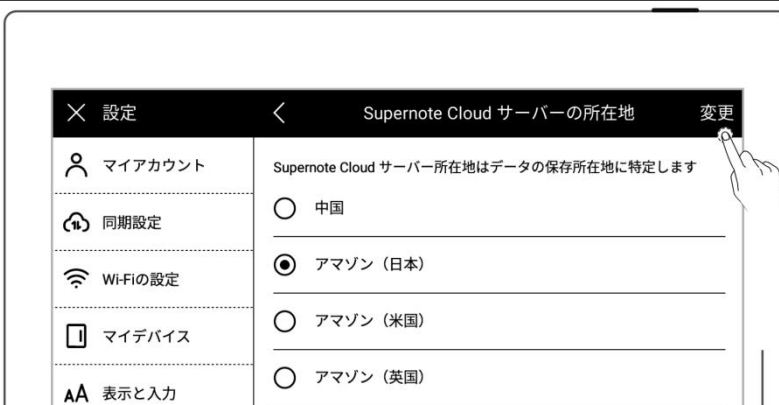 設定
Supernote Cloud サーバーの所在地
変更
マイアカウント
同期設定
Wi-Fiの設定
マイデバイス
表示と入力
Supernote Cloud サーバー所在地はデータの保存所在地に特定します
中国
アマゾン（日本）
アマゾン（米国）
アマゾン（英国）